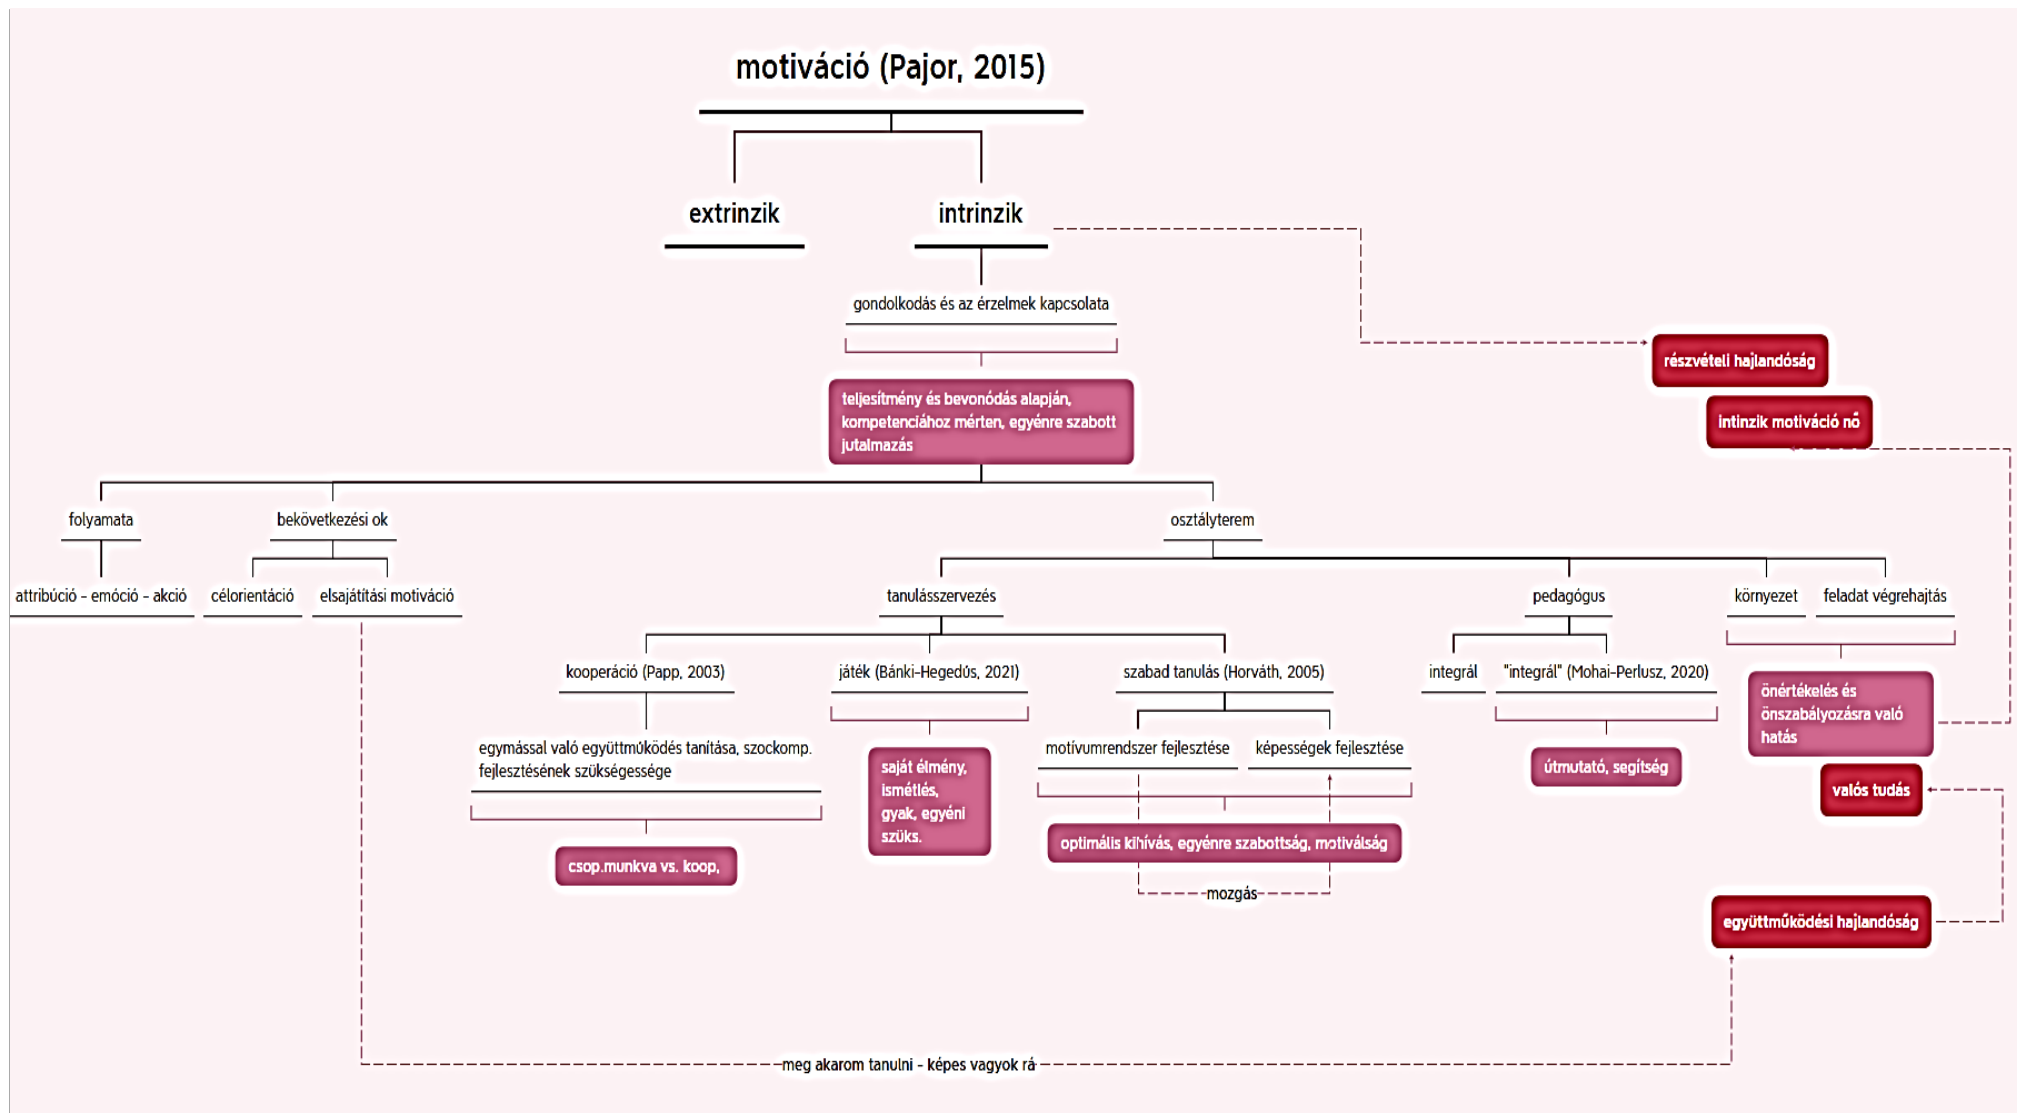 motiváció (Pajor, 2015)
extrinzik
intrinzik
gondolkodás és az érzelmek kapcsolata
részvételi hajlandóság
intinzik motiváció nő
teljesítmény és bevonódás alapján,
kompetenciához mérten, egyénre szabott
jutalmazás
folyamata
bekövetkezési ok
osztályterem
attribúció - emóció - akció
célorientáció
elsajátítási motiváció
tanulásszervezés
pedagógus
környezet
feladat végrehajtás
kooperáció (Papp, 2003)
játék (Bánki-Hegedűs, 2021)
szabad tanulás (Horváth, 2005)
integrál
"integrál" (Mohai-Perlusz, 2020)
önértékelés és
önszabályozásra való
hatás
egymással való együttműködés tanítása, szockomp.
fejlesztésének szükségessége
saját élmény,
ismétlés,
gyak, egyéni
szüks.
motívumrendszer fejlesztése
képességek fejlesztése
útmutató, segítség
valós tudás
optimális kihívás, egyénre szabottság, motiválság
csop.munkva vs. koop,
mozgás
együttműködési hajlandóság
meg akarom tanulni - képes vagyok rá